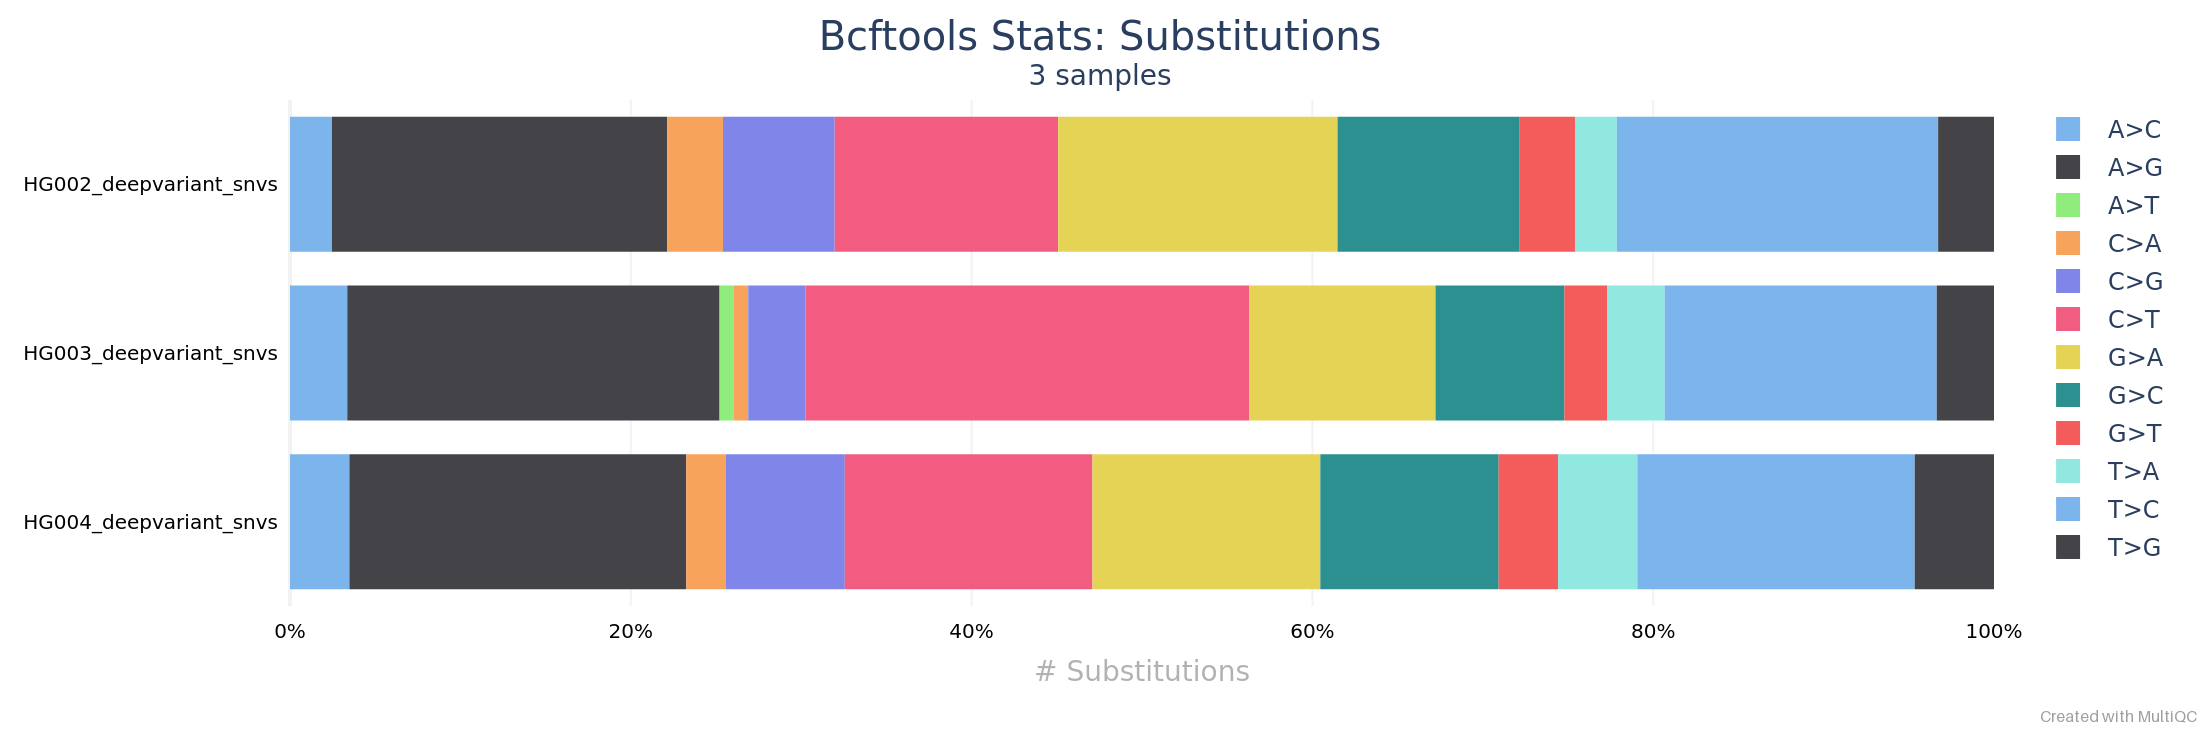 Bcftools Stats: Substitutions
3 samples
HG002_deepvariant_snvs
HG003_deepvariant_snvs
HG004_deepvariant_snvs
0% 20% 40% 60% 80% 100%
# Substitutions
A>C
A>G
A>T
C>A
C>G
C>T
G>A
G>C
G>T
T>A
T>C
T>G
Created with MultiQC